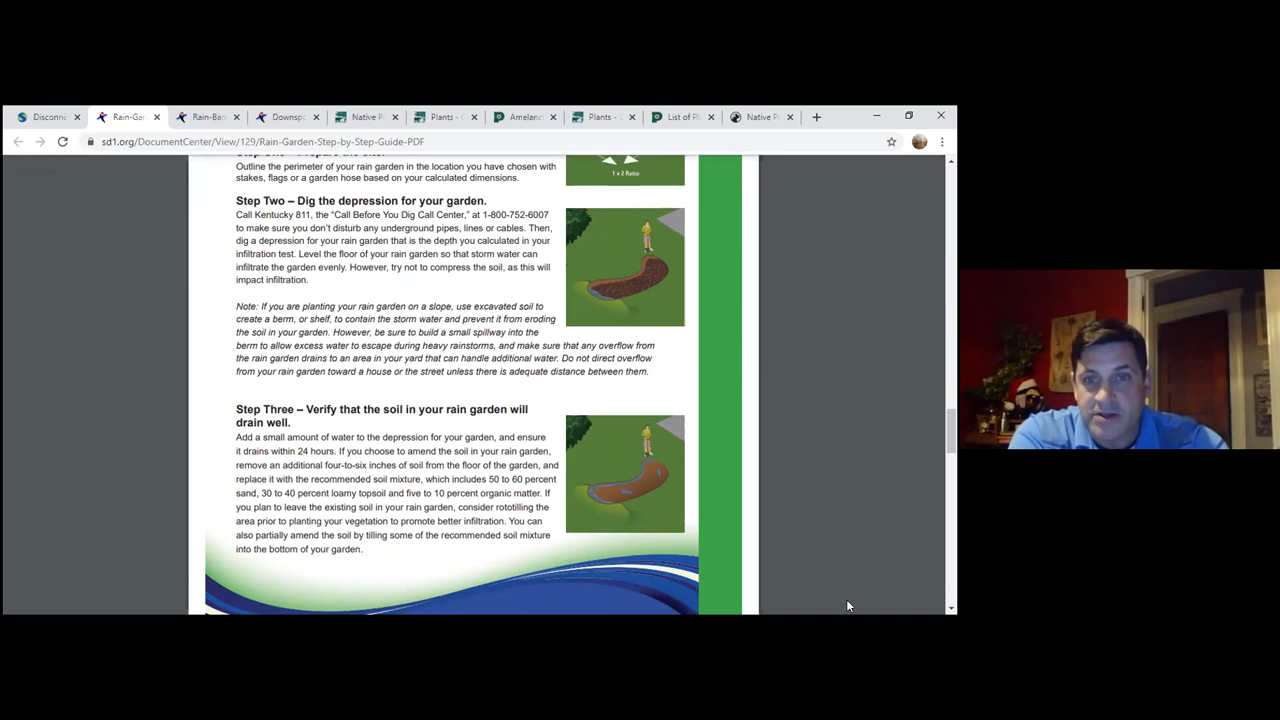 Disconne
Rain-Gar
Rain-Bar
Downspo
Native Pl
Plants - C
Amelanc
Plants - C
List of Pl
Native Pl
sd1.org/DocumentCenter/View/129/Rain-Garden-Step-by-Step-Guide-PDF
Outline the perimeter of your rain garden in the location you have chosen with
stakes, flags or a garden hose based on your calculated dimensions.
1 x 2 Ratio
Step Two – Dig the depression for your garden.
Call Kentucky 811, the “Call Before You Dig Call Center,” at 1-800-752-6007
to make sure you don’t disturb any underground pipes, lines or cables. Then,
dig a depression for your rain garden that is the depth you calculated in your
infiltration test. Level the floor of your rain garden so that storm water can
infiltrate the garden evenly. However, try not to compress the soil, as this will
impact infiltration.
Note: If you are planting your rain garden on a slope, use excavated soil to
create a berm, or shelf, to contain the storm water and prevent it from eroding
the soil in your garden. However, be sure to build a small spillway into the
berm to allow excess water to escape during heavy rainstorms, and make sure that any overflow from
the rain garden drains to an area in your yard that can handle additional water. Do not direct overflow
from your rain garden toward a house or the street unless there is adequate distance between them.
Step Three – Verify that the soil in your rain garden will
drain well.
Add a small amount of water to the depression for your garden, and ensure
it drains within 24 hours. If you choose to amend the soil in your rain garden,
remove an additional four-to-six inches of soil from the floor of the garden, and
replace it with the recommended soil mixture, which includes 50 to 60 percent
sand, 30 to 40 percent loamy topsoil and five to 10 percent organic matter. If
you plan to leave the existing soil in your rain garden, consider rototilling the
area prior to planting your vegetation to promote better infiltration. You can
also partially amend the soil by tilling some of the recommended soil mixture
into the bottom of your garden.